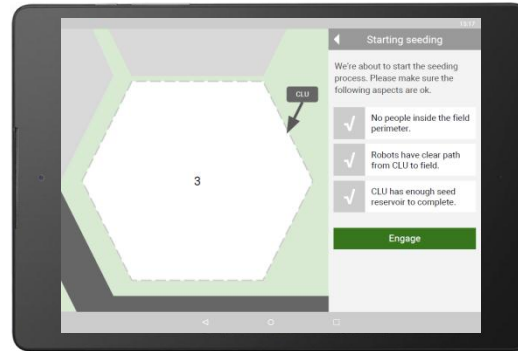 13:17
Starting seeding
We're about to start the seeding
process. Please make sure the
following aspects are ok.
CLU
No people inside the field
perimeter.
Robots have clear path
from CLU to field.
3
CLU has enough seed
reservoir to complete.
Engage